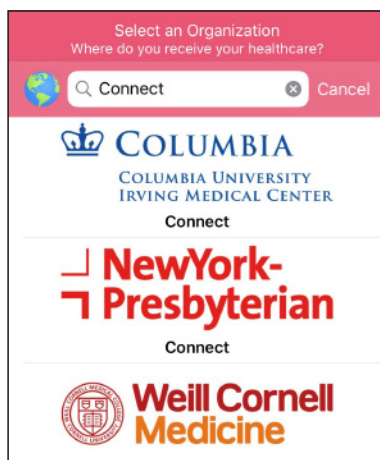 Select an Organization
Where do you receive your healthcare?
Connect Cancel
COLUMBIA
COLUMBIA UNIVERSITY
IRVING MEDICAL CENTER
Connect
NewYork-
Presbyterian
Connect
Weill Cornell
Medicine